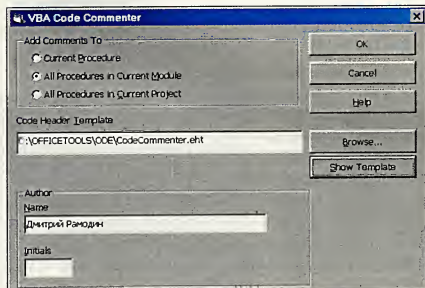 VBA Code Commenter
Add Comments To
Current Procedure
All Procedures in Current Module
All Procedures in Current Project
OK
Cancel
Help
Code Header Template
C:\OFFICETOOLS\ODE\CodeCommenter.eht
Browse...
Show Template
Author
Name
Дмитрий Рамодин
Initials